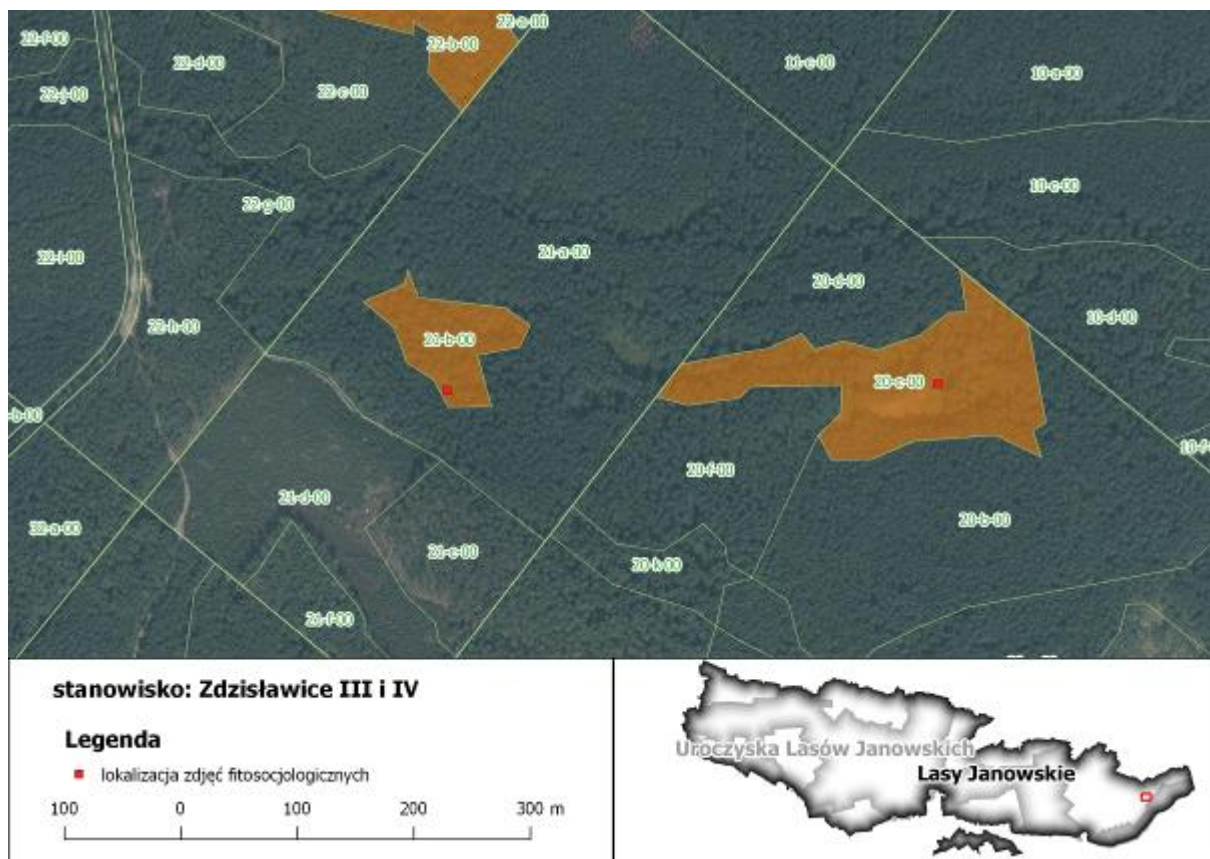 22-f-00
22-d-00
22-b-00
22-a-00
11-c-00
10-a-00
22-j-00
22-c-00
10-c-00
22-g-00
22-i-00
21-a-00
20-d-00
22-h-00
21-b-00
10-d-00
20-c-00
-b-00
20-f-00
10-f-
32-a-00
21-d-00
20-b-00
21-c-00
20-h-00
21-f-00
stanowisko: Zdzisławice III i IV
Legenda
lokalizacja zdjęć fitosocjologicznych
100 0 100 200 300 m
Uroczyska Lasów Janowskich
Lasy Janowskie